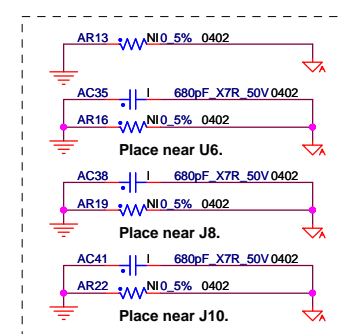 AR13 NI 0_5% 0402
A
AC35 I 680pF_X7R_50V 0402
AR16 NI 0_5% 0402
A
Place near U6.
AC38 I 680pF_X7R_50V 0402
AR19 NI 0_5% 0402
A
Place near J8.
AC41 I 680pF_X7R_50V 0402
AR22 NI 0_5% 0402
A
Place near J10.